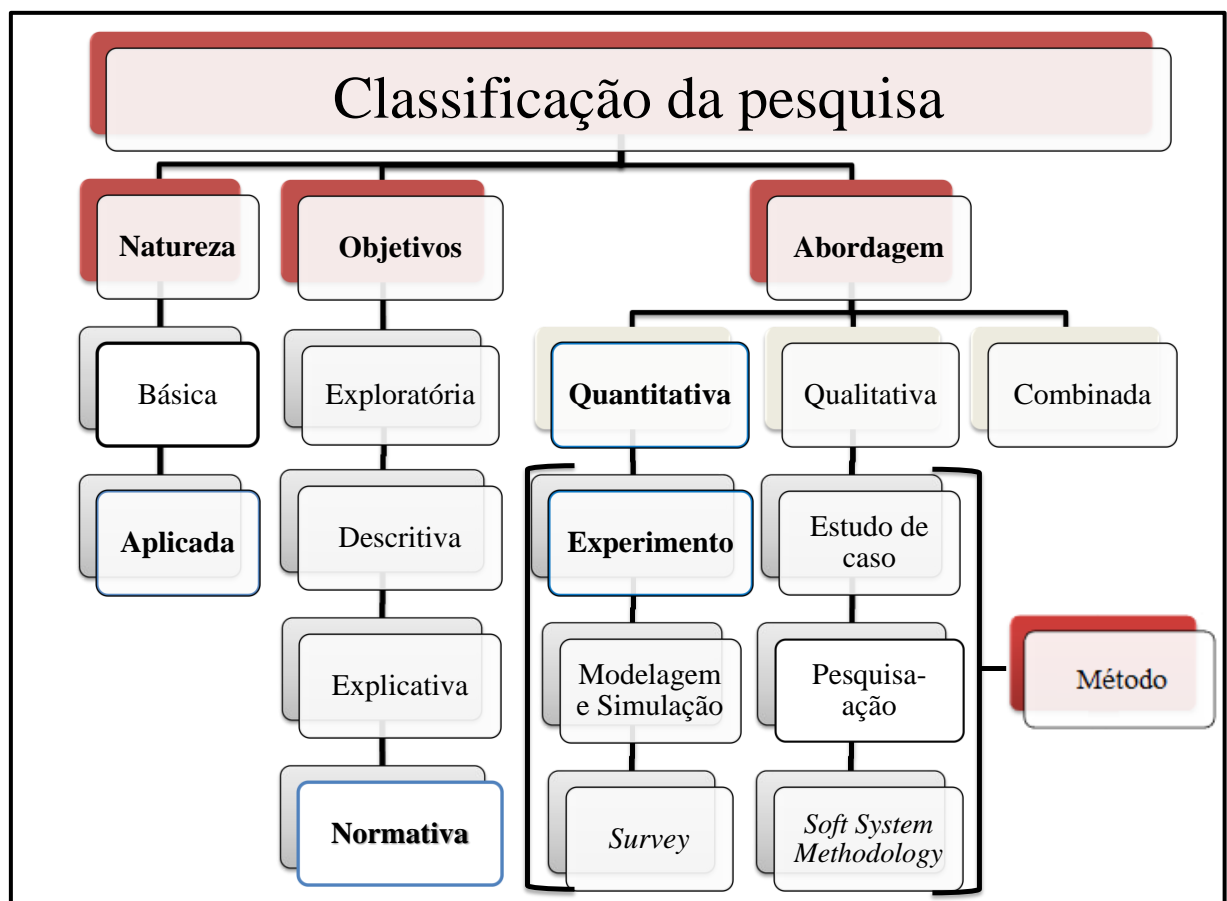 Classificação da pesquisa
Natureza
Objetivos
Abordagem
Básica
Exploratória
Quantitativa
Qualitativa
Combinada
Aplicada
Descritiva
Experimento
Estudo de
caso
Explicativa
Modelagem
e Simulação
Pesquisa-
ação
Método
Normativa
Survey
Soft System
Methodology